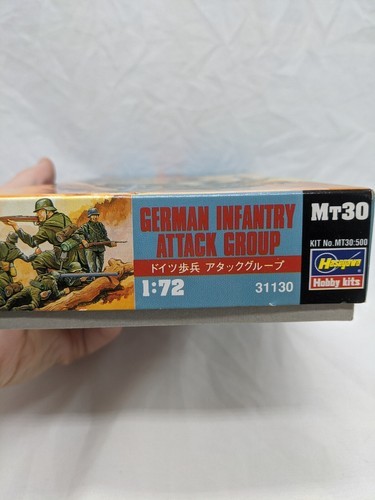 GERMAN INFANTRY
ATTACK GROUP
ドイツ歩兵 アタックグループ
1:72
31130
MT30
KIT No.MT30:500
Hasegawa
Hobby kits